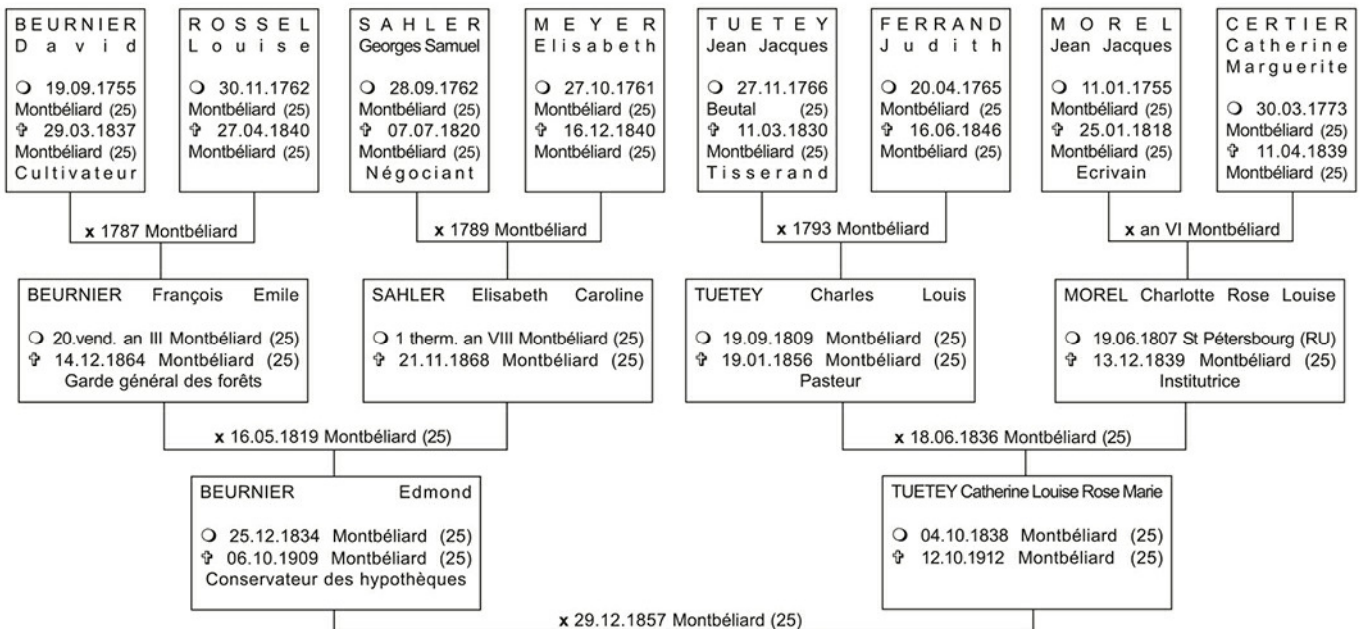 BEURNIER
David
19.09.1755
Montbéliard (25)
✞ 29.03.1837
Montbéliard (25)
Cultivateur
ROSSEL
Louise
30.11.1762
Montbéliard (25)
✞ 27.04.1840
Montbéliard (25)
SAHLER
Georges Samuel
28.09.1762
Montbéliard (25)
✞ 07.07.1820
Montbéliard (25)
Négociant
MEYER
Elisabeth
27.10.1761
Montbéliard (25)
✞ 16.12.1840
Montbéliard (25)
TUETEY
Jean Jacques
27.11.1766
Beutal (25)
✞ 11.03.1830
Montbéliard (25)
Tisserand
FERRAND
Judith
20.04.1765
Montbéliard (25)
✞ 16.06.1846
Montbéliard (25)
MOREL
Jean Jacques
11.01.1755
Montbéliard (25)
✞ 25.01.1818
Montbéliard (25)
Ecrivain
CERTIER
Catherine
Marguerite
30.03.1773
Montbéliard (25)
✞ 11.04.1839
Montbéliard (25)
x 1787 Montbéliard
x 1789 Montbéliard
x 1793 Montbéliard
x an VI Montbéliard
BEURNIER François Emile
20.vend. an III Montbéliard (25)
✞ 14.12.1864 Montbéliard (25)
Garde général des forêts
SAHLER Elisabeth Caroline
1 therm. an VIII Montbéliard (25)
✞ 21.11.1868 Montbéliard (25)
TUETEY Charles Louis
19.09.1809 Montbéliard (25)
✞ 19.01.1856 Montbéliard (25)
Pasteur
MOREL Charlotte Rose Louise
19.06.1807 St Pétersbourg (RU)
✞ 13.12.1839 Montbéliard (25)
Institutrice
x 16.05.1819 Montbéliard (25)
x 18.06.1836 Montbéliard (25)
BEURNIER Edmond
25.12.1834 Montbéliard (25)
✞ 06.10.1909 Montbéliard (25)
Conservateur des hypothèques
TUETEY Catherine Louise Rose Marie
04.10.1838 Montbéliard (25)
✞ 12.10.1912 Montbéliard (25)
x 29.12.1857 Montbéliard (25)